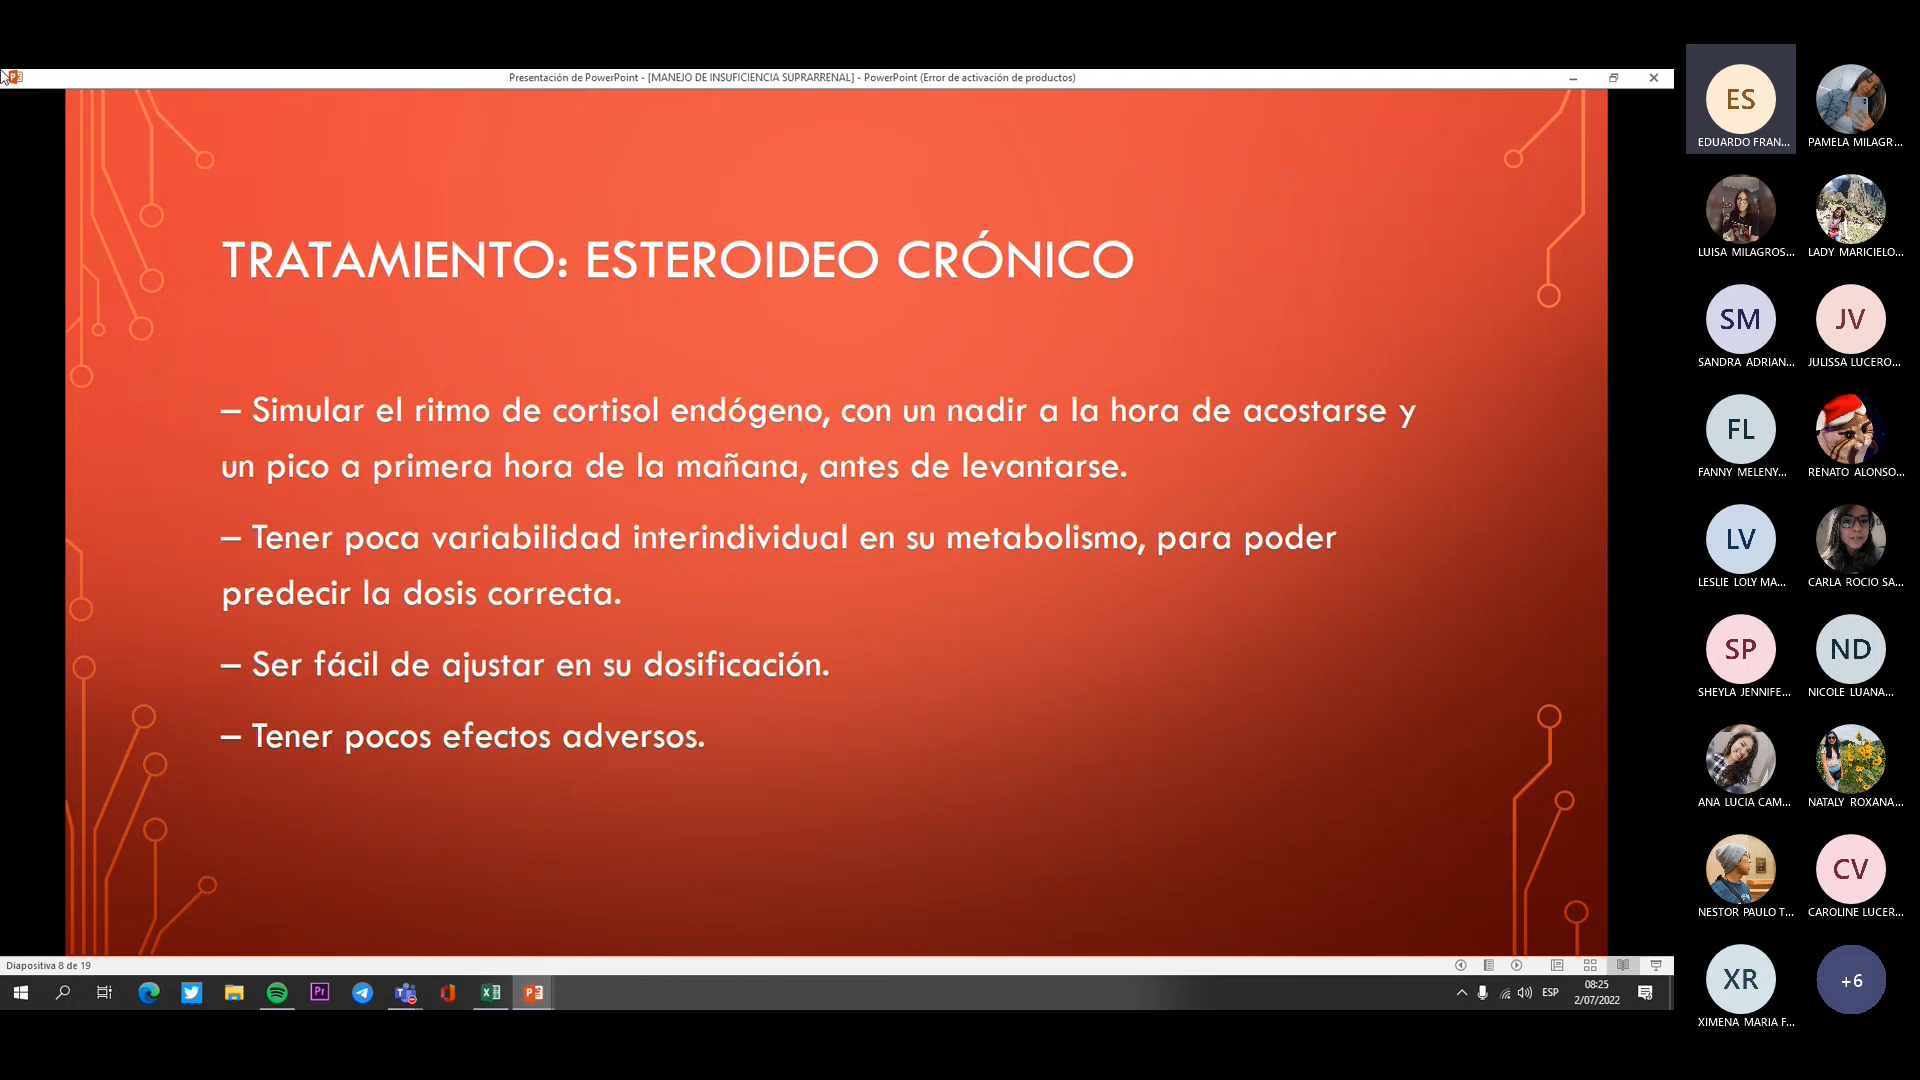 Presentación de PowerPoint - [MANEJO DE INSUFICIENCIA SUPRARRENAL] - PowerPoint (Error de activación de productos)
TRATAMIENTO: ESTEROIDEO CRÓNICO
– Simular el ritmo de cortisol endógeno, con un nadir a la hora de acostarse y
un pico a primera hora de la mañana, antes de levantarse.
– Tener poca variabilidad interindividual en su metabolismo, para poder
predecir la dosis correcta.
– Ser fácil de ajustar en su dosificación.
– Tener pocos efectos adversos.
Diapositiva 8 de 19
Pr
ESP
08:25
2/07/2022
ES
EDUARDO FRAN...
PAMELA MILAGR...
LUISA MILAGROS...
LADY MARICIELO...
SM
SANDRA ADRIAN...
JV
JULISSA LUCERO...
FL
FANNY MELENY...
RENATO ALONSO...
LV
LESLIE LOLY MA...
CARLA ROCIO SA...
SP
SHEYLA JENNIFE...
ND
NICOLE LUANA...
ANA LUCIA CAM...
NATALY ROXANA...
NESTOR PAULO T...
CV
CAROLINE LUCER...
XR
XIMENA MARIA F...
+6